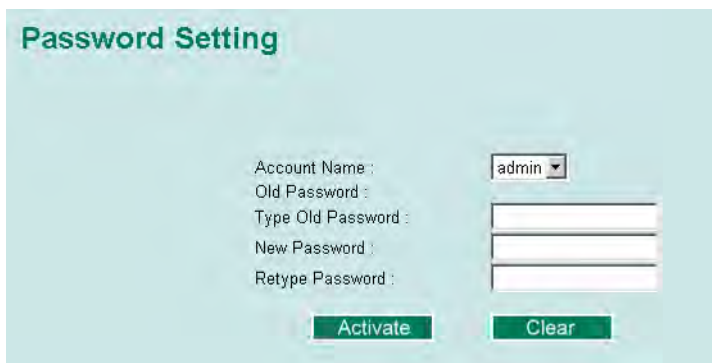 Password Setting
Account Name : admin
Old Password :
Type Old Password :
New Password :
Retype Password :
Activate Clear